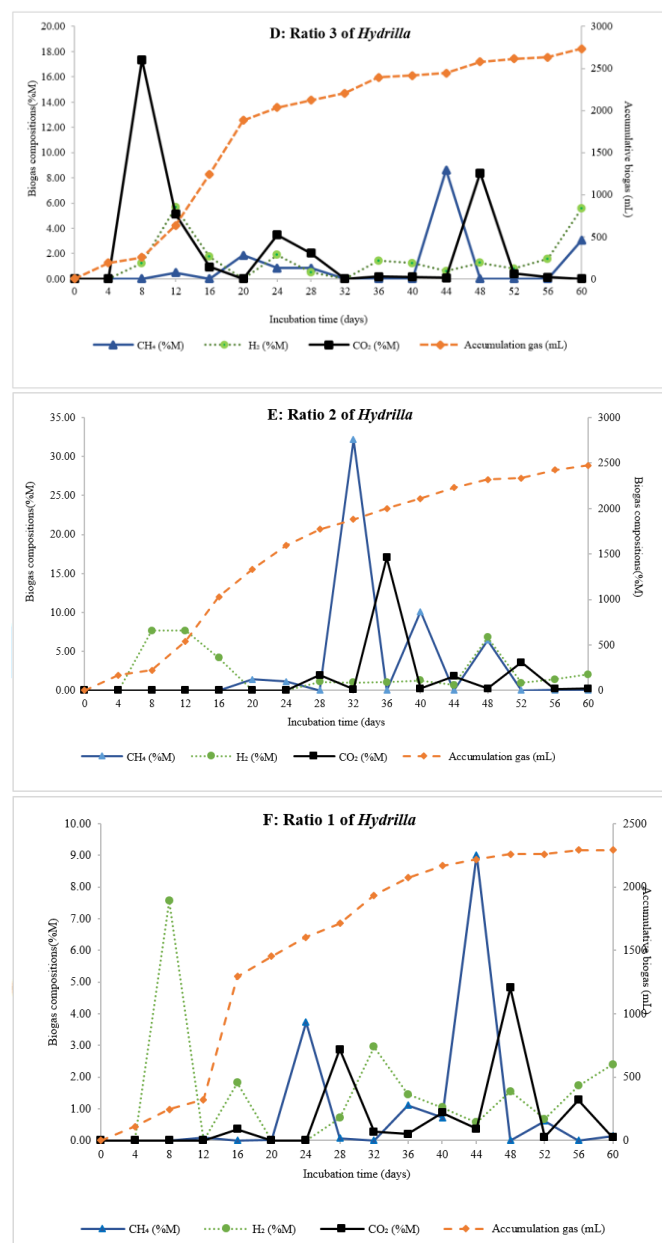 D: Ratio 3 of Hydrilla
Biogas compositions(%M)
20.00
18.00
16.00
14.00
12.00
10.00
8.00
6.00
4.00
2.00
0.00
3000
2500
2000
1500
1000
500
0
Accumulative biogas (mL)
0 4 8 12 16 20 24 28 32 36 40 44 48 52 56 60
Incubation time (days)
CH₄ (%M) H₂ (%M) CO₂ (%M) Accumulation gas (mL)
E: Ratio 2 of Hydrilla
Biogas compositions(%M)
35.00
30.00
25.00
20.00
15.00
10.00
5.00
0.00
3000
2500
2000
1500
1000
500
0
Biogas compositions(%M)
0 4 8 12 16 20 24 28 32 36 40 44 48 52 56 60
Incubation time (days
CH₄ (%M) H₂ (%M) CO₂ (%M) Accumulation gas (mL)
F: Ratio 1 of Hydrilla
Biogas compositions(%M)
10.00
9.00
8.00
7.00
6.00
5.00
4.00
3.00
2.00
1.00
0.00
2500
2000
1500
1000
500
0
Accumulative biogas (mL)
0 4 8 12 16 20 24 28 32 36 40 44 48 52 56 60
Incubation time (days)
CH₄ (%M) H₂ (%M) CO₂ (%M) Accumulation gas (mL)